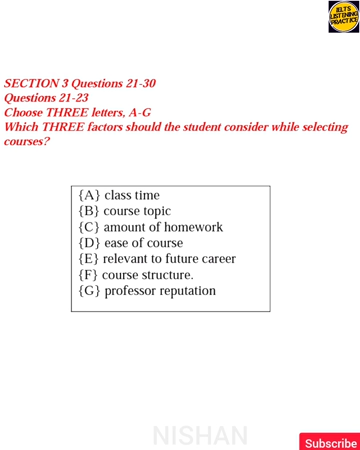 IELTS
LISTENING
PRACTICE
SECTION 3 Questions 21-30
Questions 21-23
Choose THREE letters, A-G
Which THREE factors should the student consider while selecting
courses?
{A} class time
{B} course topic
{C} amount of homework
{D} ease of course
{E} relevant to future career
{F} course structure.
{G} professor reputation
NISHAN
Subscribe